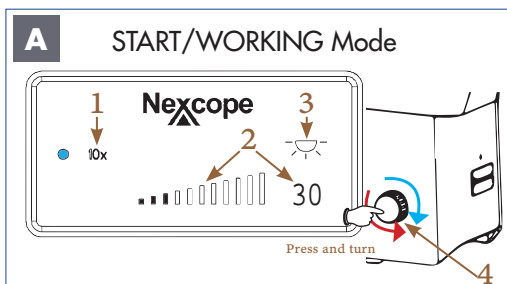 A START/WORKING Mode
1 Nexcope 3
10x 2
30
Press and turn
4